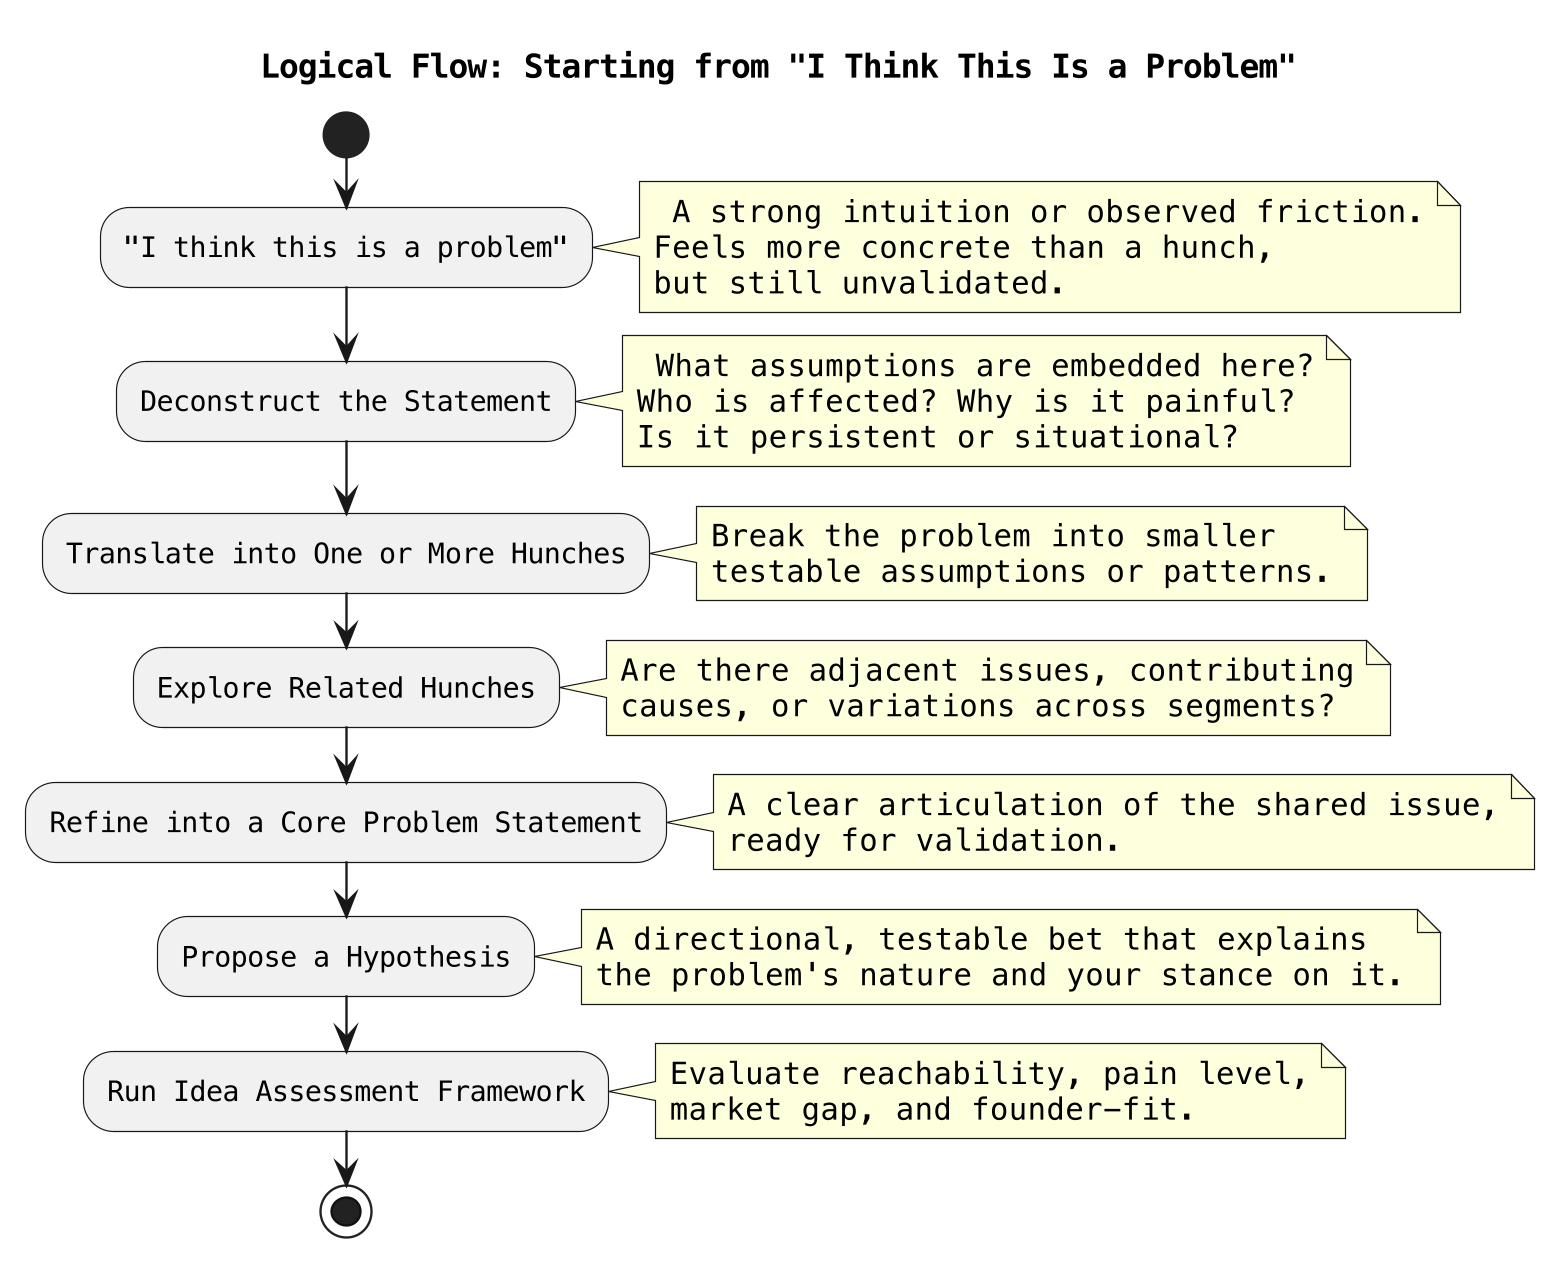 Logical Flow: Starting from "I Think This Is a Problem"
"I think this is a problem"
A strong intuition or observed friction.
Feels more concrete than a hunch,
but still unvalidated.
Deconstruct the Statement
What assumptions are embedded here?
Who is affected? Why is it painful?
Is it persistent or situational?
Translate into One or More Hunches
Break the problem into smaller
testable assumptions or patterns.
Explore Related Hunches
Are there adjacent issues, contributing
causes, or variations across segments?
Refine into a Core Problem Statement
A clear articulation of the shared issue,
ready for validation.
Propose a Hypothesis
A directional, testable bet that explains
the problem's nature and your stance on it.
Run Idea Assessment Framework
Evaluate reachability, pain level,
market gap, and founder-fit.